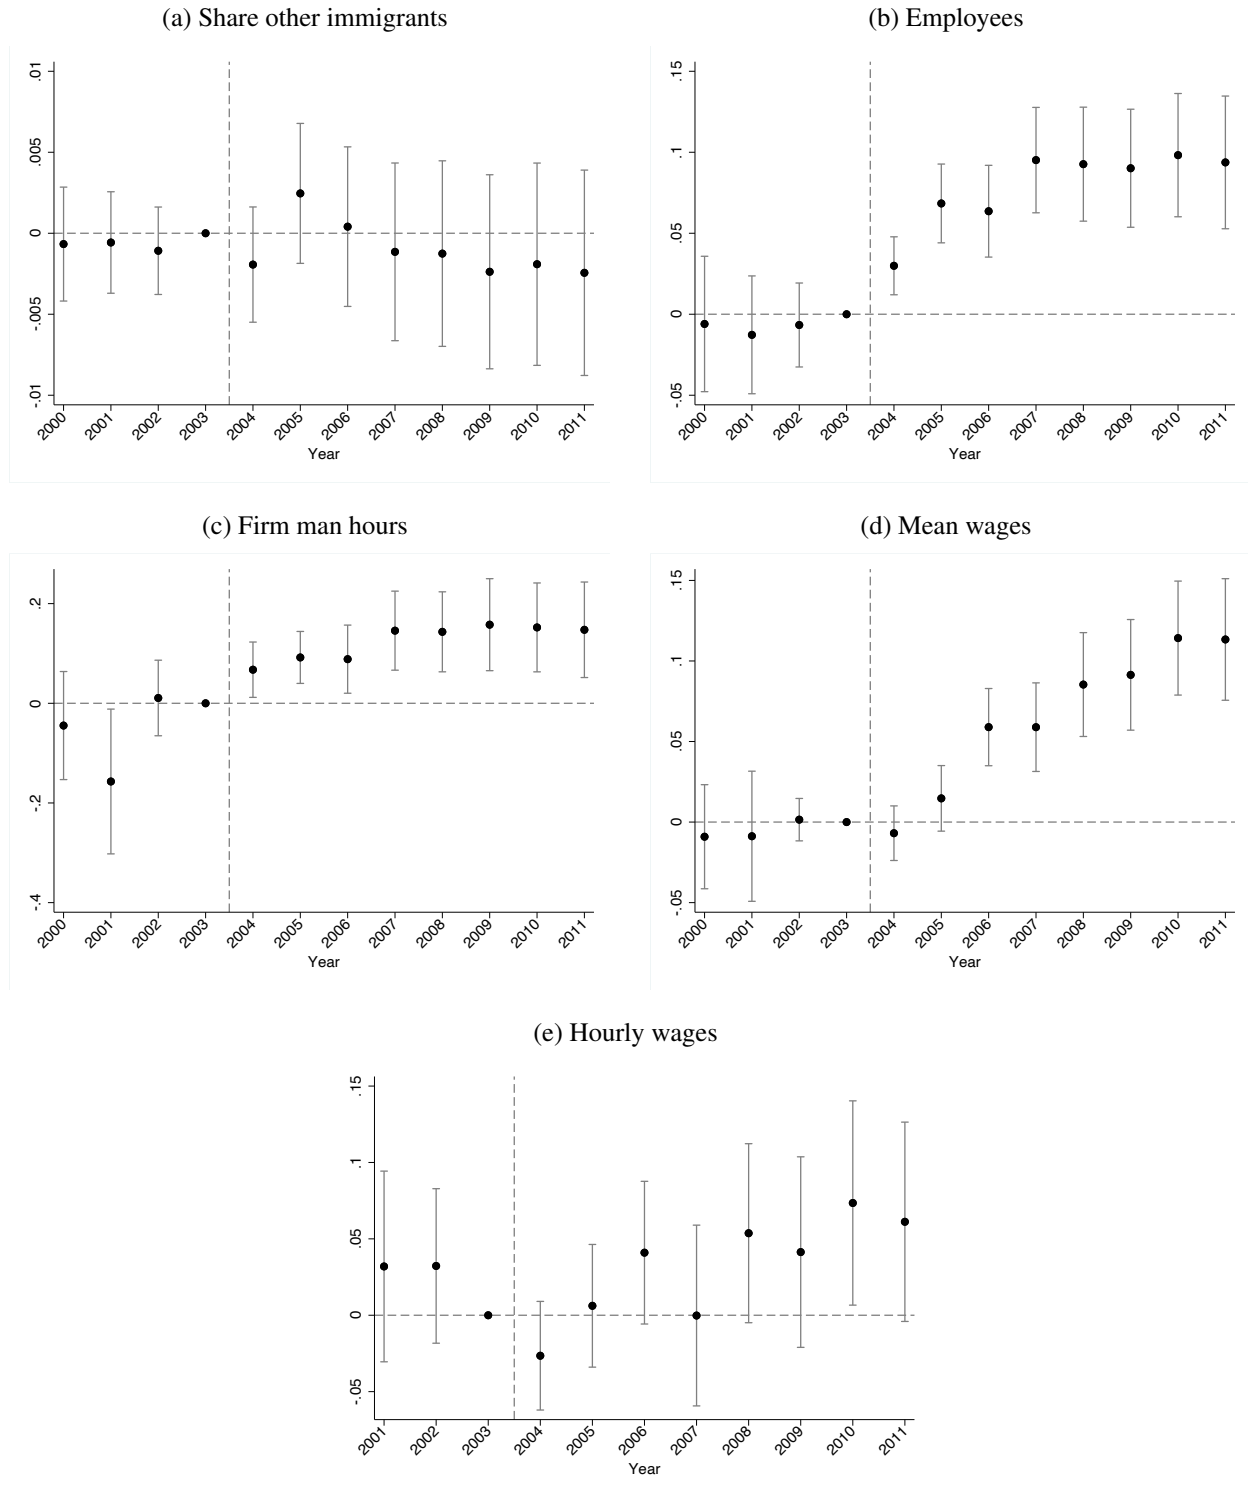 (a) Share other immigrants
.01
.005
0
-.005
-.01
2000 2001 2002 2003 2004 2005 2006 2007 2008 2009 2010 2011
Year
(b) Employees
.15
.1
.05
0
-.05
2000 2001 2002 2003 2004 2005 2006 2007 2008 2009 2010 2011
Year
(c) Firm man hours
.2
0
-.2
-.4
2000 2001 2002 2003 2004 2005 2006 2007 2008 2009 2010 2011
Year
(d) Mean wages
.15
.1
.05
0
-.05
2000 2001 2002 2003 2004 2005 2006 2007 2008 2009 2010 2011
Year
(e) Hourly wages
.15
.1
.05
0
-.05
2001 2002 2003 2004 2005 2006 2007 2008 2009 2010 2011
Year